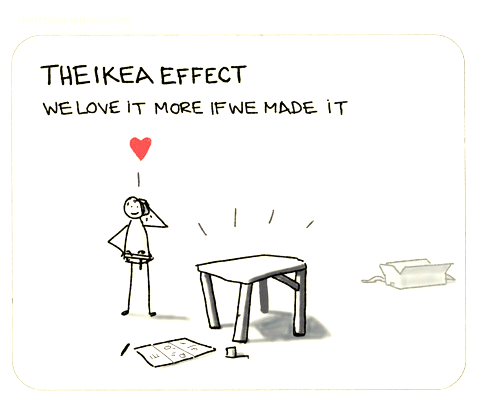 THE IKEA EFFECT
WE LOVE IT MORE IF WE MADE IT